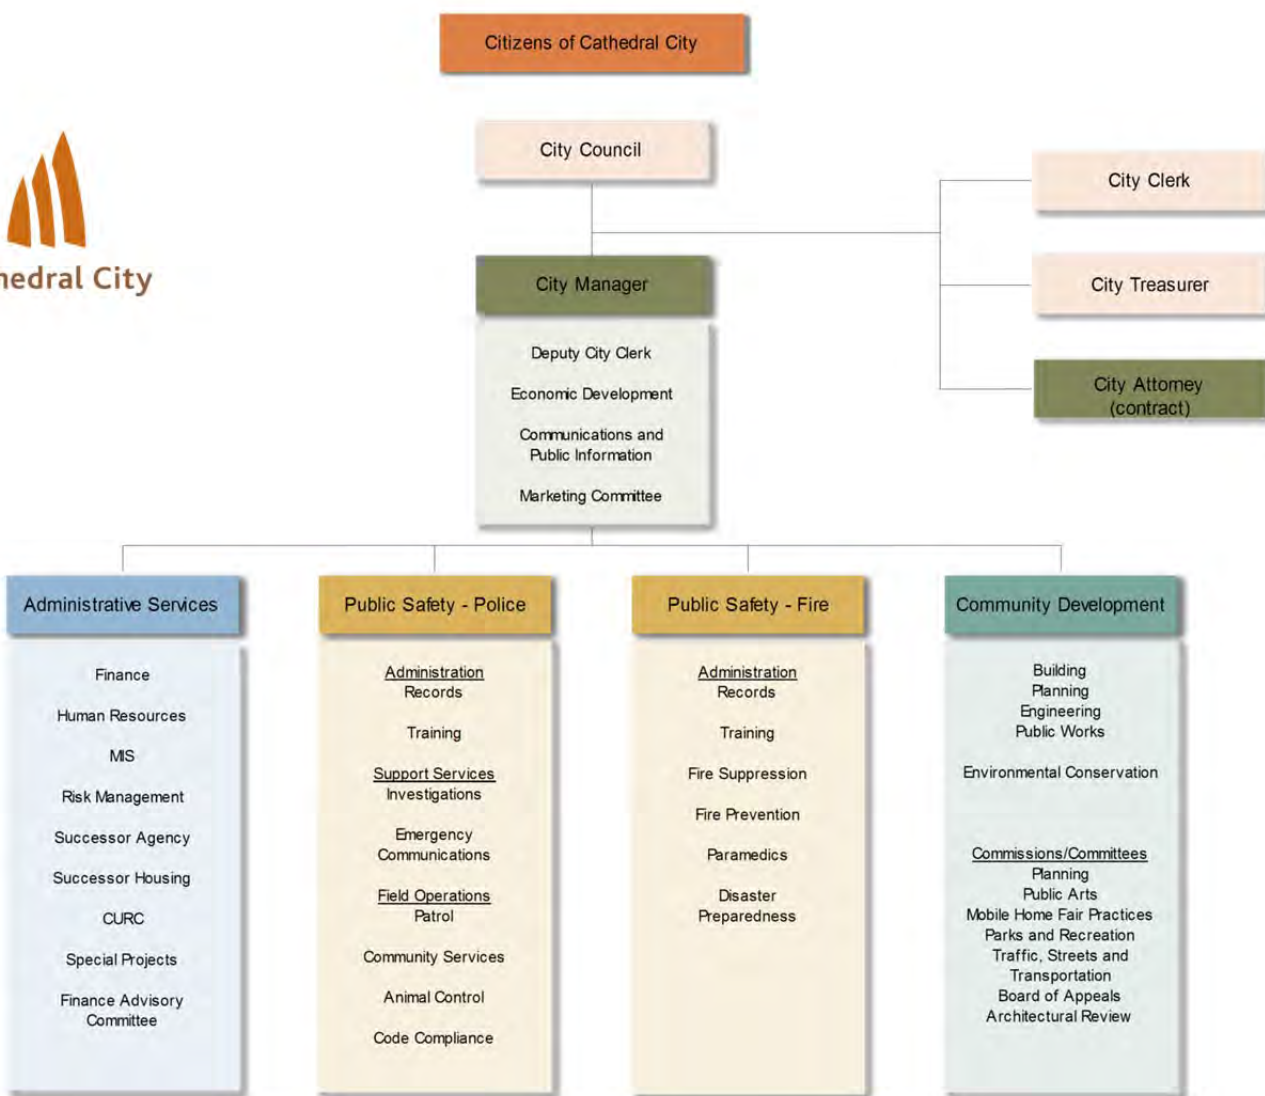 Citizens of Cathedral City
City Council
City Clerk
hedral City
City Manager
City Treasurer
Deputy City Clerk
Economic Development
Communications and
Public Information
Marketing Committee
City Attorney
(contract)
Administrative Services
Finance
Human Resources
MIS
Risk Management
Successor Agency
Successor Housing
CURC
Special Projects
Finance Advisory
Committee
Public Safety - Police
Administration
Records
Training
Support Services
Investigations
Emergency
Communications
Field Operations
Patrol
Community Services
Animal Control
Code Compliance
Public Safety - Fire
Administration
Records
Training
Fire Suppression
Fire Prevention
Paramedics
Disaster
Preparedness
Community Development
Building
Planning
Engineering
Public Works
Environmental Conservation
Commissions/Committees
Planning
Public Arts
Mobile Home Fair Practices
Parks and Recreation
Traffic, Streets and
Transportation
Board of Appeals
Architectural Review